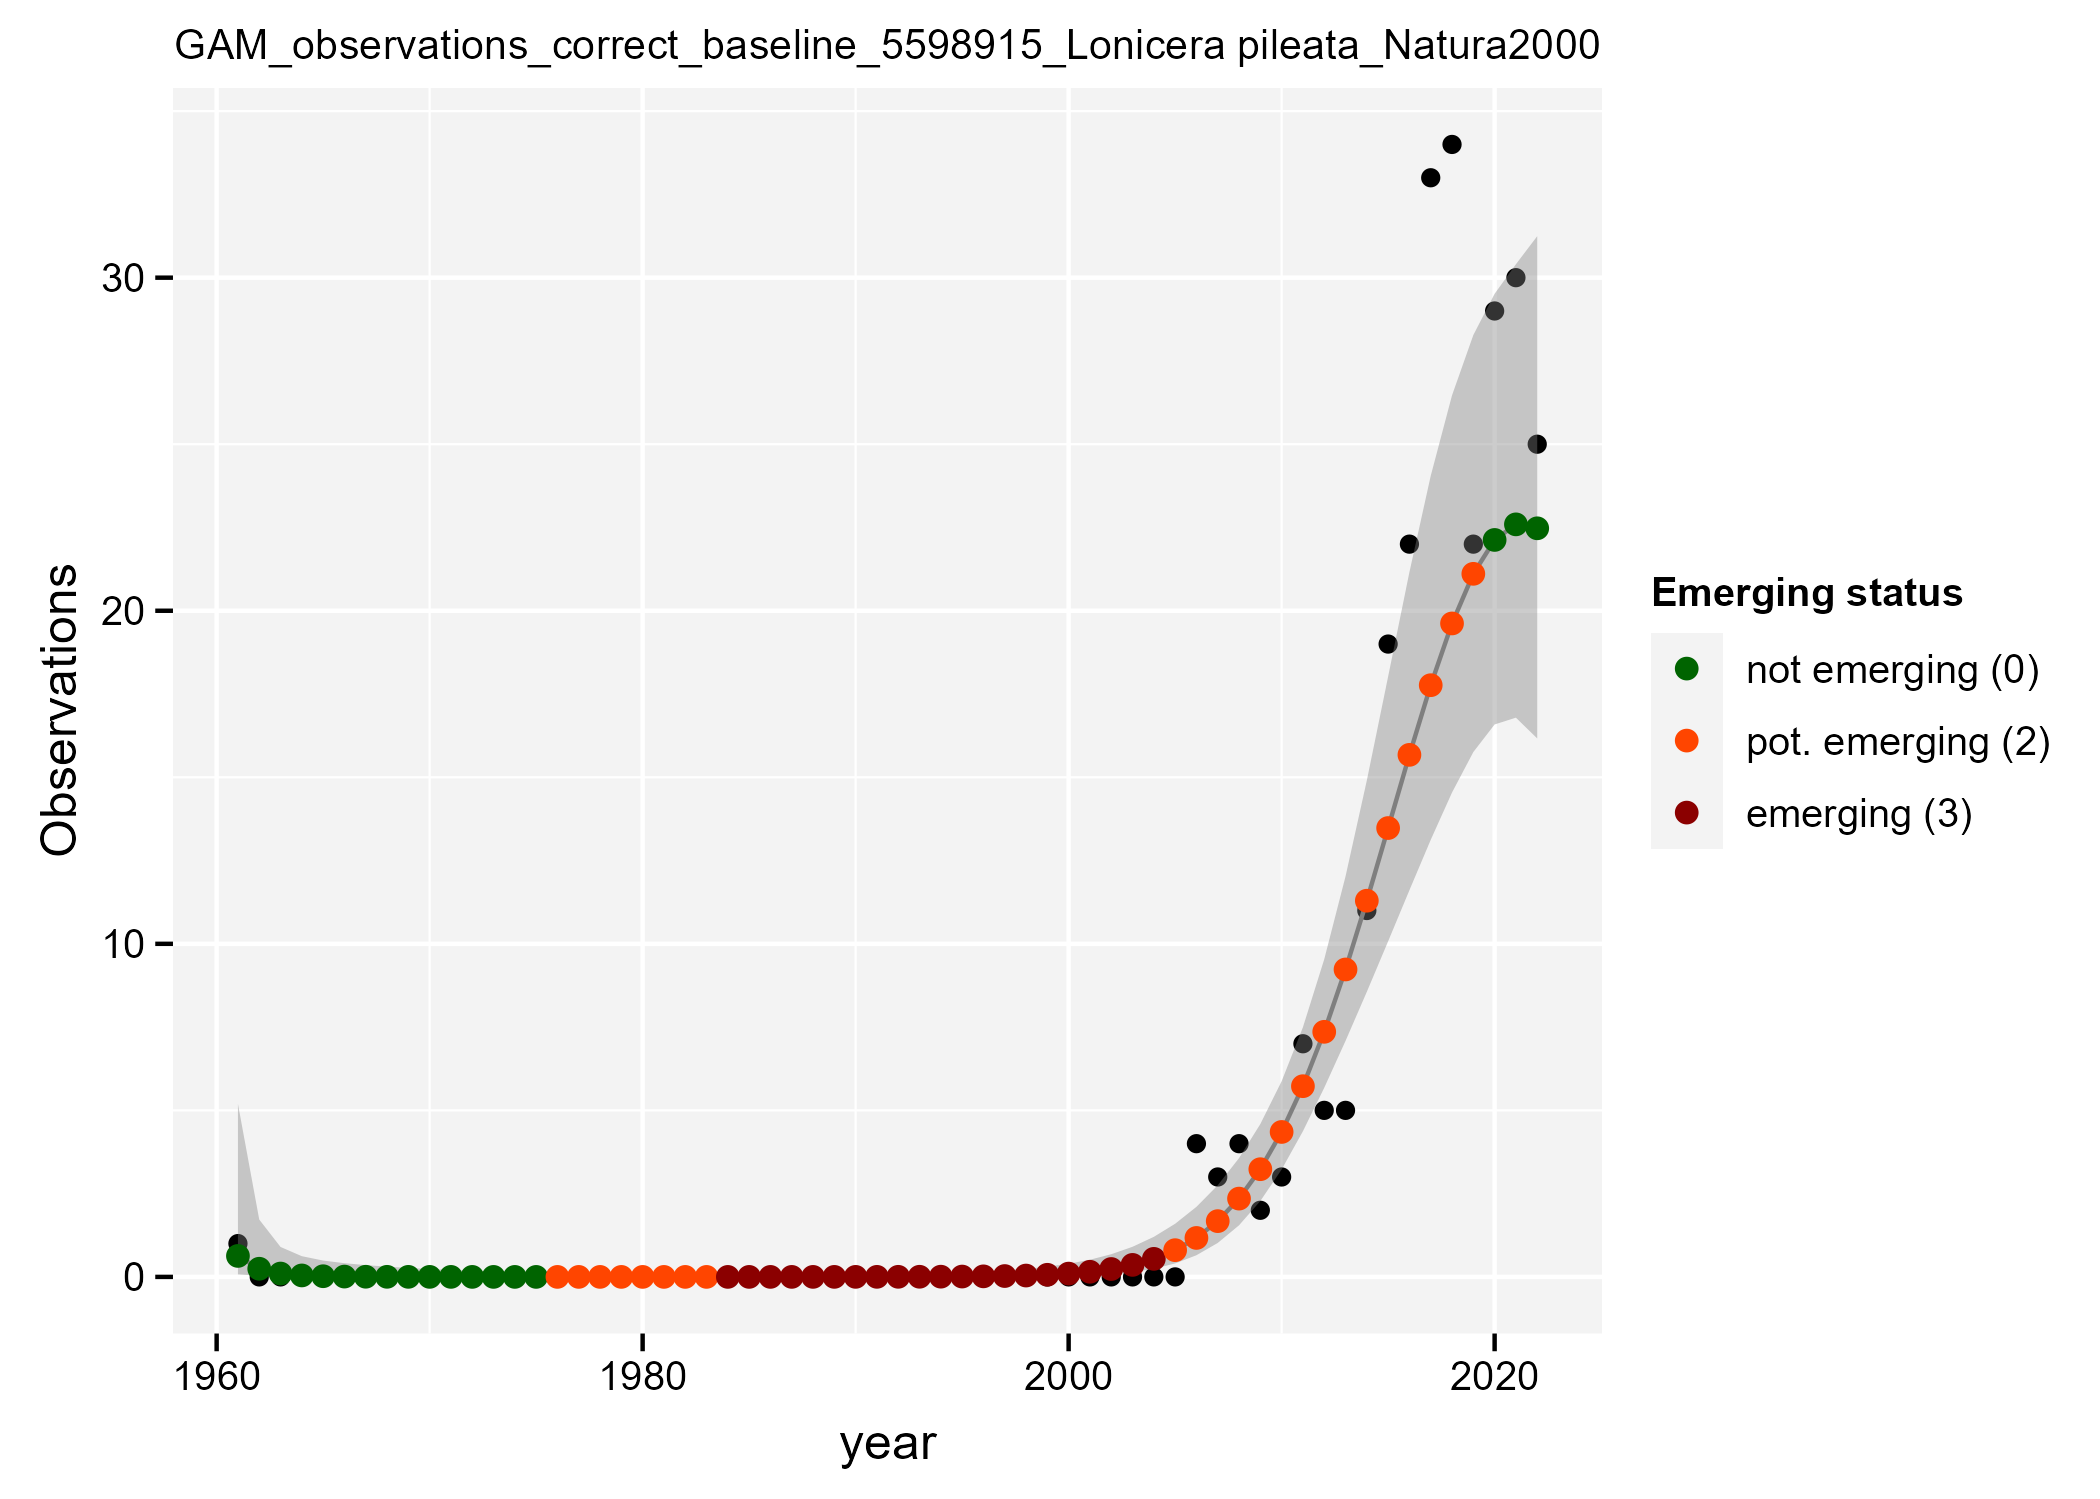 GAM_observations_correct_baseline_5598915_Lonicera pileata_Natura2000
Observations
30
20
10
0
1960
1980
2000
2020
year
Emerging status
not emerging (0)
pot. emerging (2)
emerging (3)